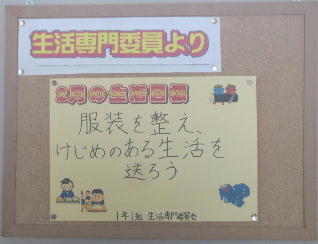 生活専門委員より
2月の生活目標
服装を整え、
けじめのある生活を
送ろう
1年1組 生活専門委員会